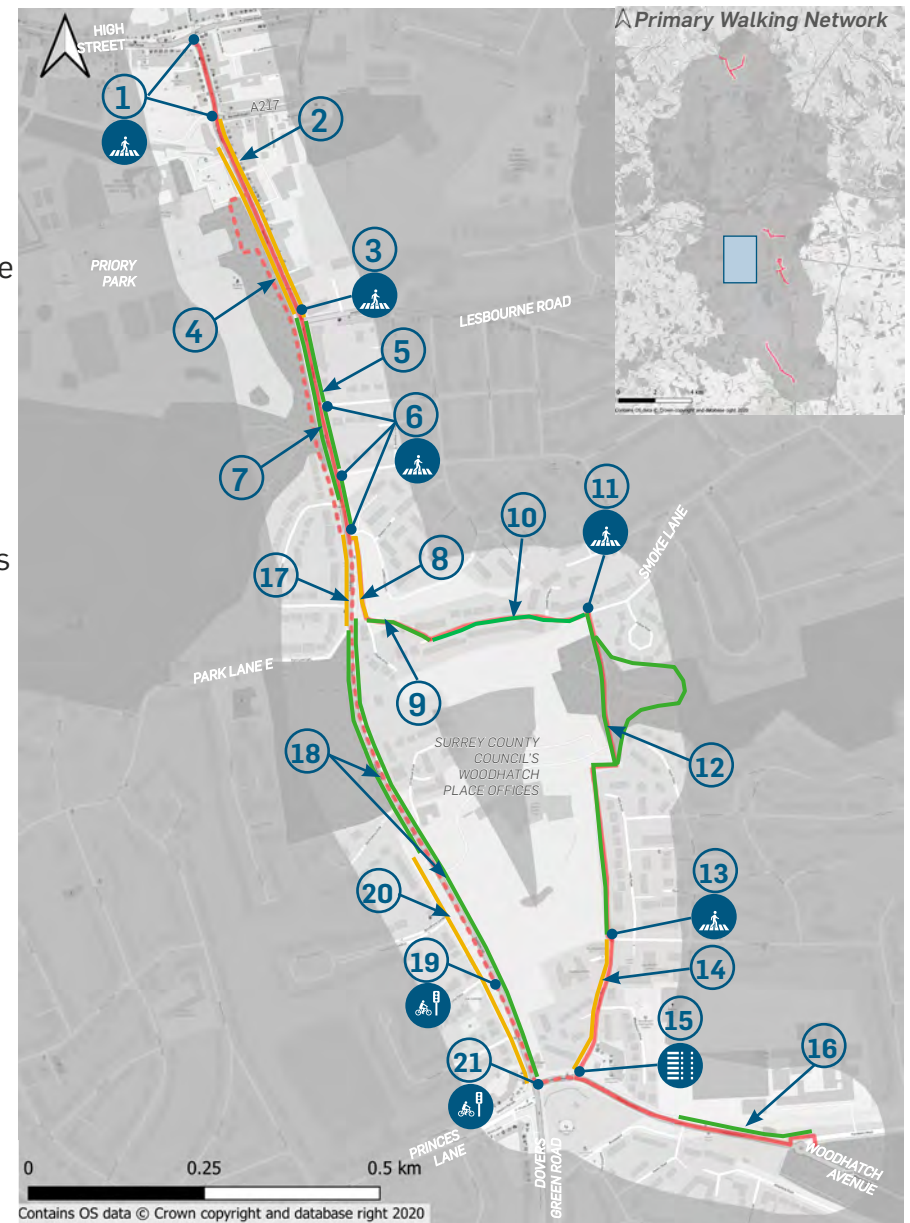 HIGH
STREET
Primary Walking Network
1
A217
2
e
PRIORY
PARK
3
LESBOURNE ROAD
4
5
6
7
Contains OS data © Crown copyright and database right 2020
s
11
10
SMOKE LANE
8
17
PARK LANE E
9
SURREY COUNTY
COUNCIL'S
WOODHATCH
PLACE OFFICES
18
12
13
20
14
19
15
16
21
PRINCES
LANE
DOVERS
GREEN ROAD
WOODHATCH
AVENUE
0 0.25 0.5 km
Contains OS data © Crown copyright and database right 2020